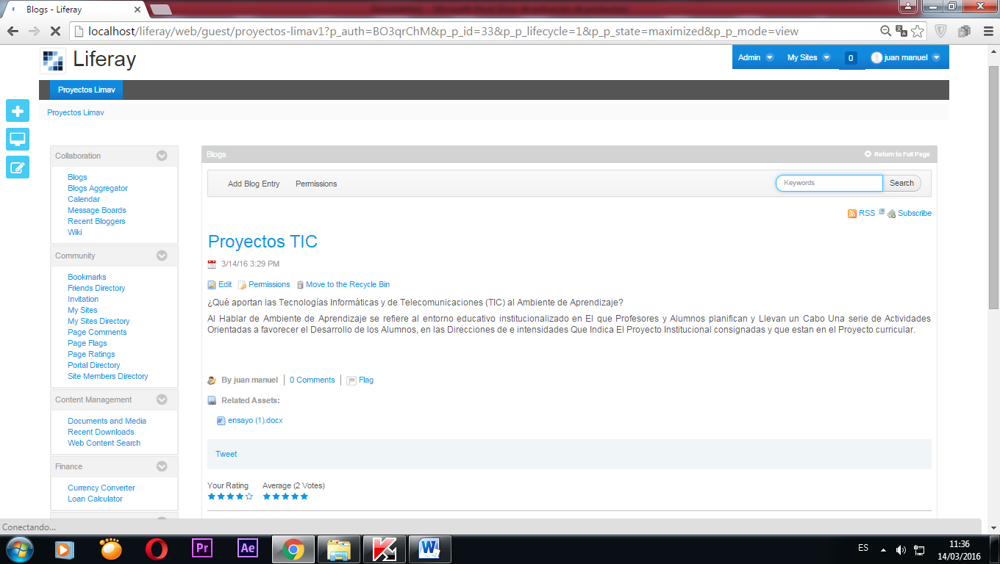 Blogs - Liferay
localhost/liferay/web/guest/proyectos-limav1?p_auth=BO3qrChM&p_p_id=33&p_p_lifecycle=1&p_p_state=maximized&p_p_mode=view
Liferay
Admin My Sites 0 juan manuel
Proyectos Limav
Proyectos Limav
Collaboration
Blogs
Blogs Aggregator
Calendar
Message Boards
Recent Bloggers
Wiki
Community
Bookmarks
Friends Directory
Invitation
My Sites
My Sites Directory
Page Comments
Page Flags
Page Ratings
Portal Directory
Site Members Directory
Content Management
Documents and Media
Recent Downloads
Web Content Search
Finance
Currency Converter
Loan Calculator
Blogs Return to Full Page
Add Blog Entry Permissions Keywords Search
RSS Subscribe
Proyectos TIC
3/14/16 3:29 PM
Edit Permissions Move to the Recycle Bin
¿Qué aportan las Tecnologías Informáticas y de Telecomunicaciones (TIC) al Ambiente de Aprendizaje?
Al Hablar de Ambiente de Aprendizaje se refiere al entorno educativo institucionalizado en El que Profesores y Alumnos planifican y Llevan un Cabo Una serie de Actividades
Orientadas a favorecer el Desarrollo de los Alumnos, en las Direcciones de e intensidades Que Indica El Proyecto Institucional consignadas y que estan en el Proyecto curricular.
By juan manuel 0 Comments Flag
Related Assets:
ensayo (1).docx
Tweet
Your Rating Average (2 Votes)
Conectando...
Pr Ae
ES
11:36
14/03/2016